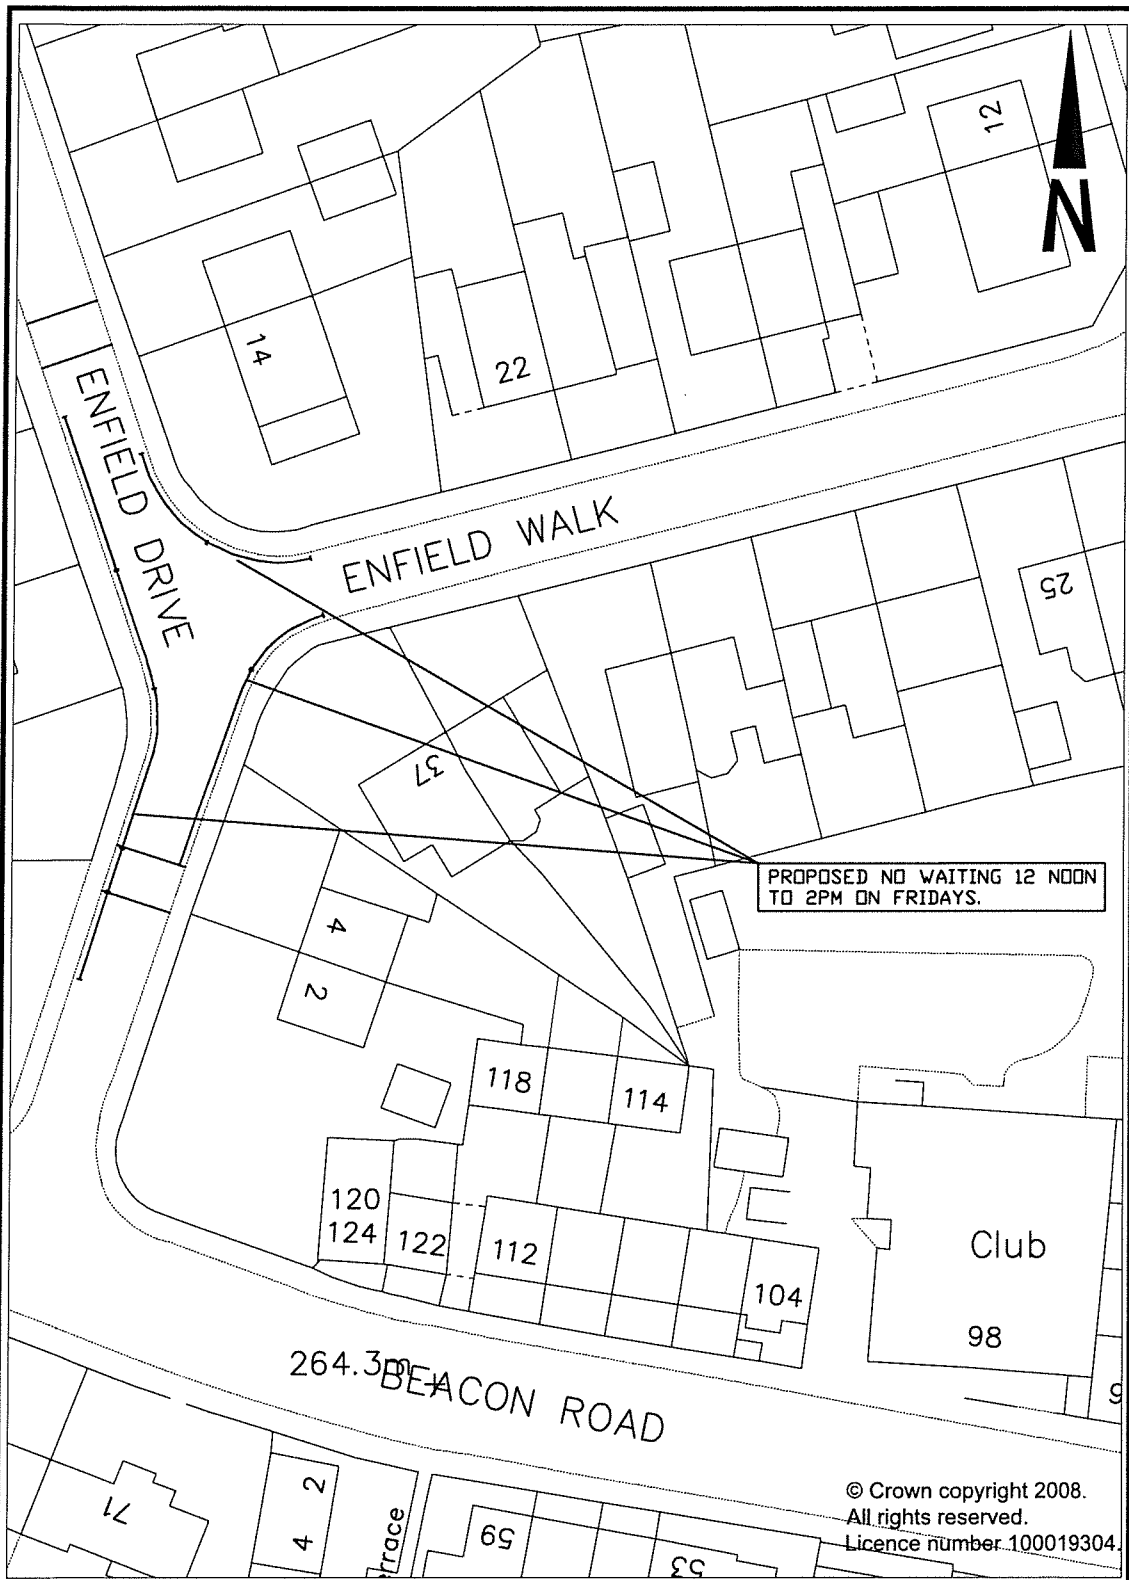 12
N
14
22
ENFIELD DRIVE
ENFIELD WALK
25
37
PROPOSED NO WAITING 12 NOON
TO 2PM ON FRIDAYS.
4
2
118
114
120
124
122
112
104
Club
98
264.3m
BEACON ROAD
71
2
4
59
53
© Crown copyright 2008.
All rights reserved.
Licence number 100019304.